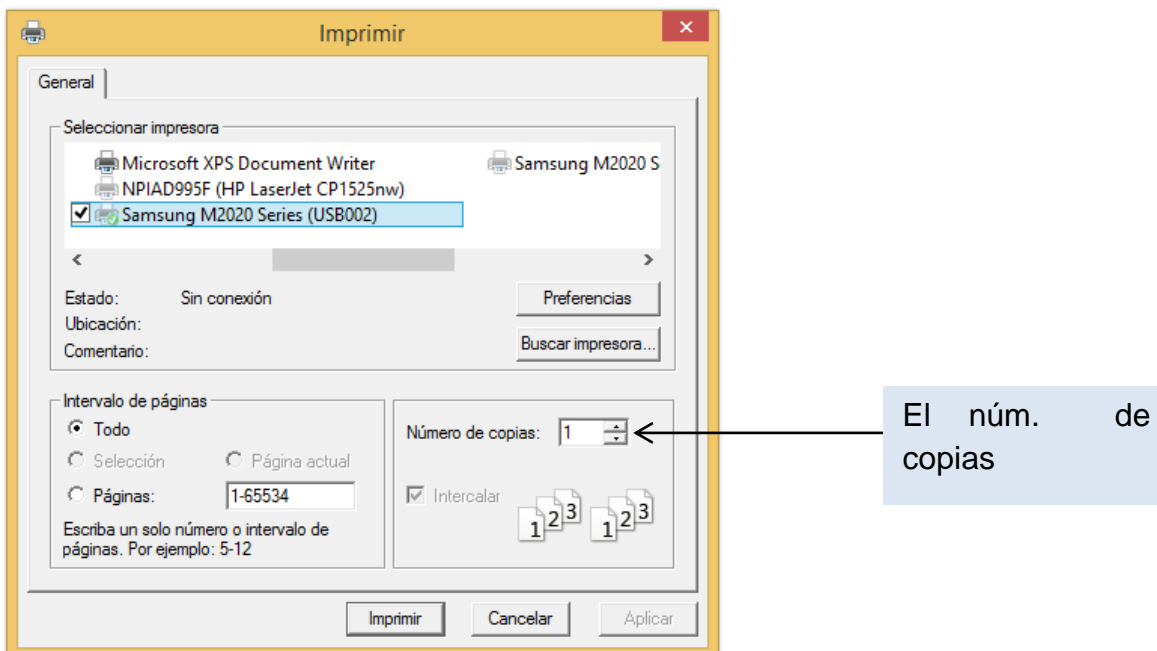 Imprimir
General
Seleccionar impresora
Microsoft XPS Document Writer
Samsung M2020 S
NPIAD995F (HP LaserJet CP1525nw)
Samsung M2020 Series (USB002)
Estado: Sin conexión
Preferencias
Ubicación:
Comentario:
Buscar impresora...
Intervalo de páginas
Todo
Selección
Página actual
Páginas: 1-65534
Escriba un solo número o intervalo de
páginas. Por ejemplo: 5-12
Número de copias: 1
Intercalar
1 2 3 1 2 3
Imprimir
Cancelar
Aplicar
El núm. de
copias